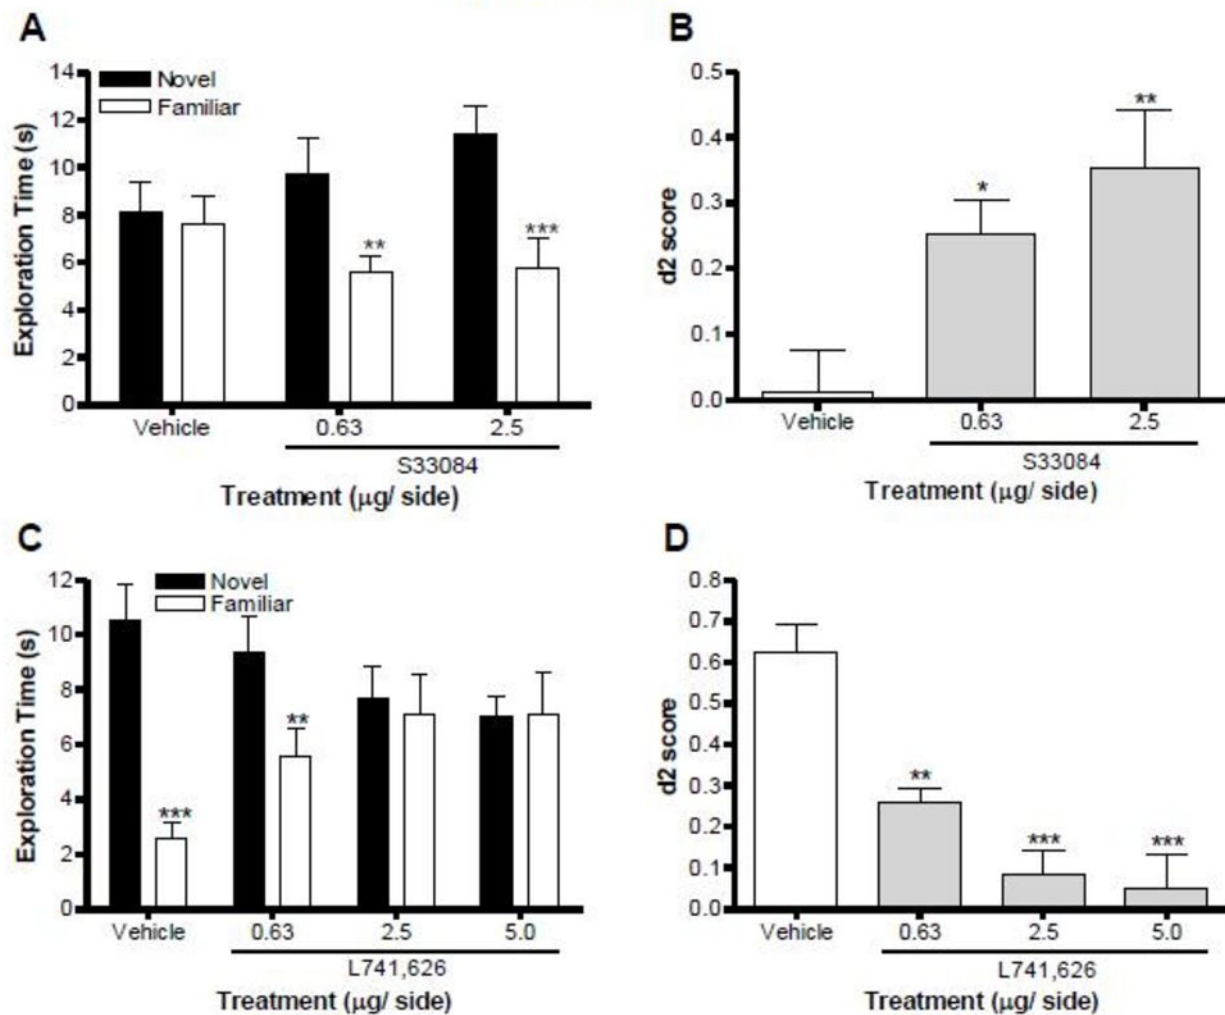 A
14
12
10
8
6
4
2
0
Exploration Time (s)
Novel
Familiar
**
***
Vehicle 0.63 2.5
S33084
Treatment (μg/ side)
B
0.5
0.4
0.3
0.2
0.1
0.0
d2 score
*
**
Vehicle 0.63 2.5
S33084
Treatment (μg/ side)
C
12
10
8
6
4
2
0
Exploration Time (s)
Novel
Familiar
***
**
Vehicle 0.63 2.5 5.0
L741,626
Treatment (μg/ side)
D
0.8
0.7
0.6
0.5
0.4
0.3
0.2
0.1
0.0
d2 score
**
***
***
Vehicle 0.63 2.5 5.0
L741,626
Treatment (μg/ side)